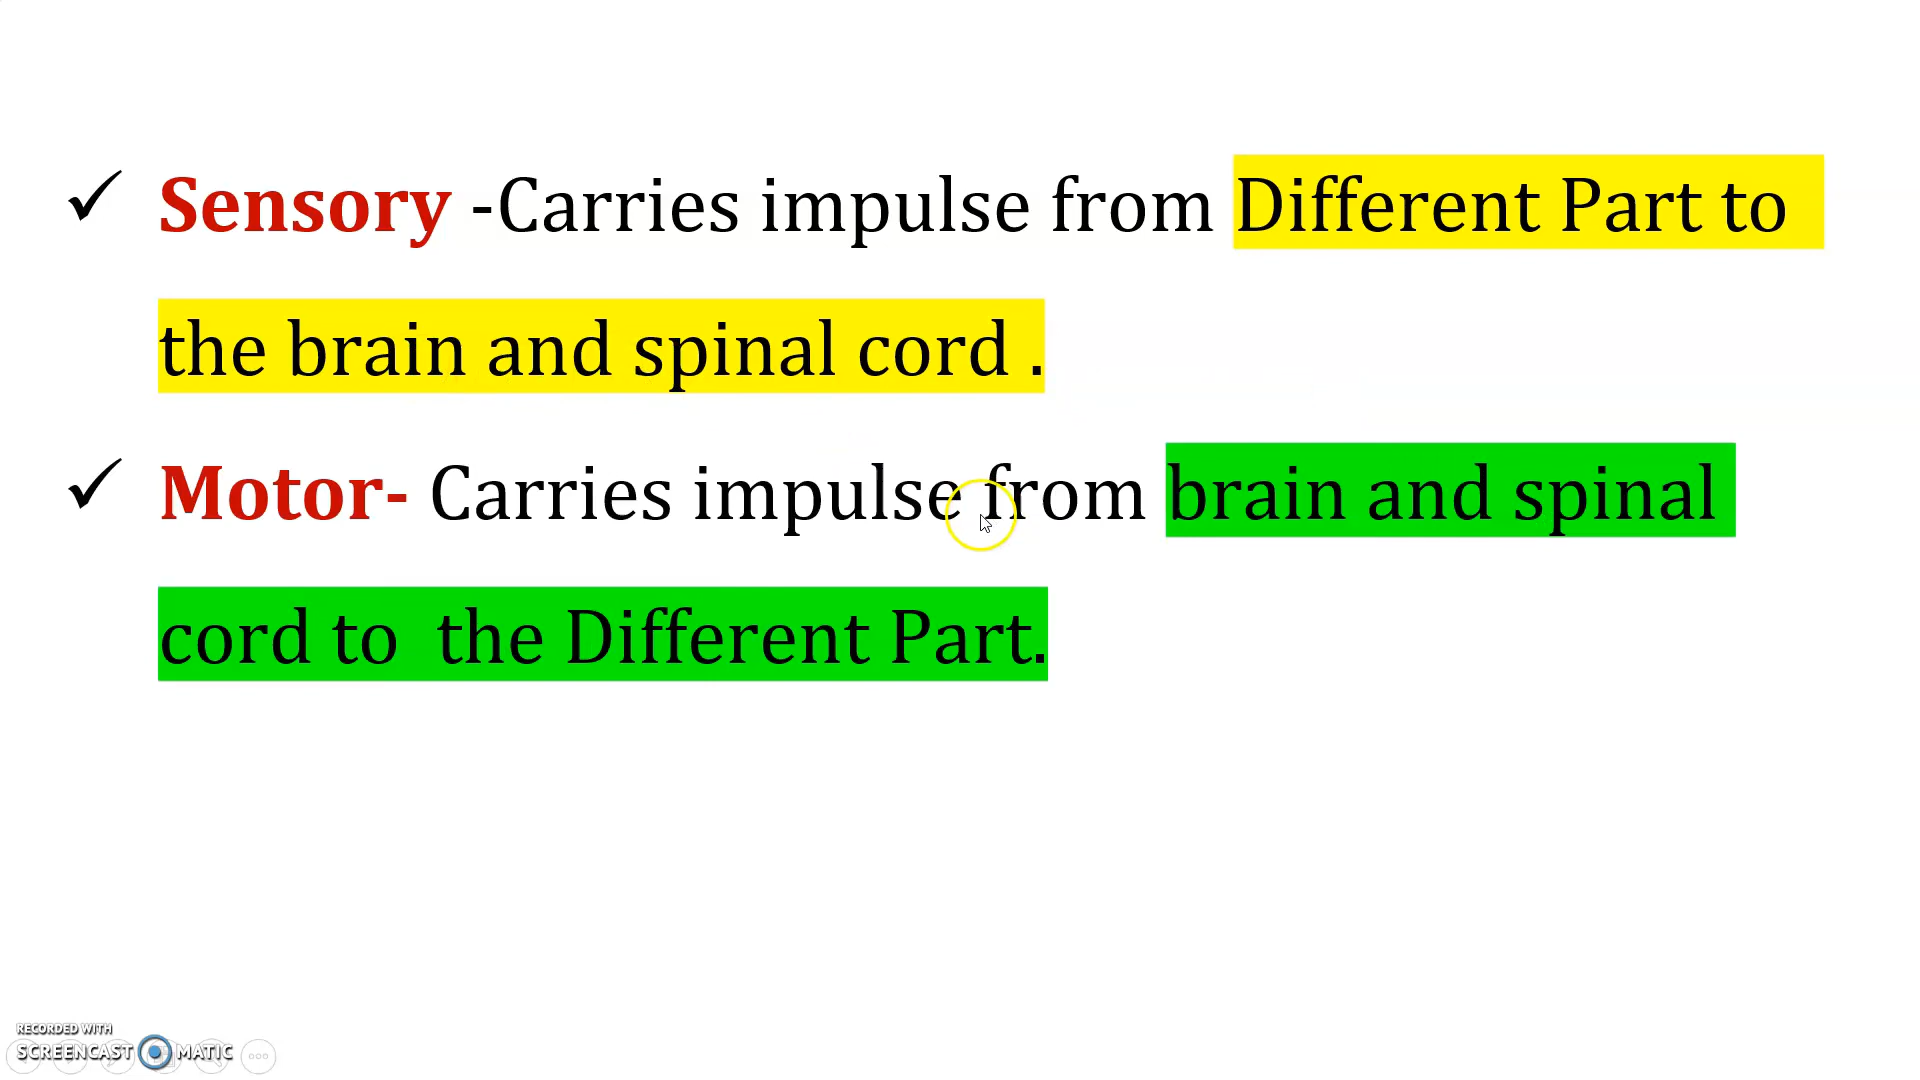 ✓ Sensory -Carries impulse from Different Part to
the brain and spinal cord .
✓ Motor- Carries impulse from brain and spinal
cord to  the Different Part.
RECORDED WITH
SCREENCAST MATIC